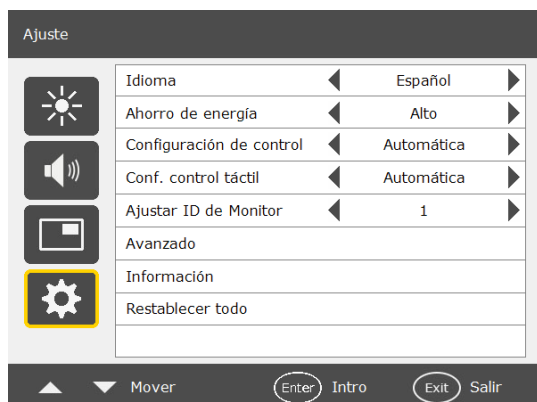 Ajuste
Idioma Español
Ahorro de energía Alto
Configuración de control Automática
Conf. control táctil Automática
Ajustar ID de Monitor 1
Avanzado
Información
Restablecer todo
Mover Enter Intro Exit Salir